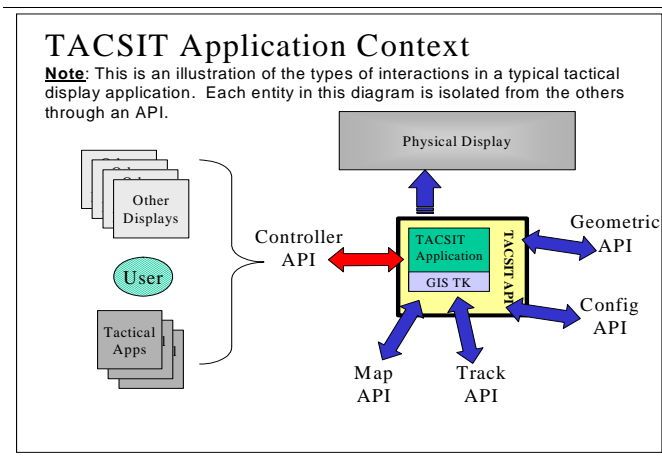 TACSIT Application Context
Note: This is an illustration of the types of interactions in a typical tactical
display application.  Each entity in this diagram is isolated from the others
through an API.
Physical Display
Other
Displays
User
Tactical
Apps
Controller
API
TACSIT
Application
GIS TK
TACSIT API
Geometric
API
Config
API
Map
API
Track
API